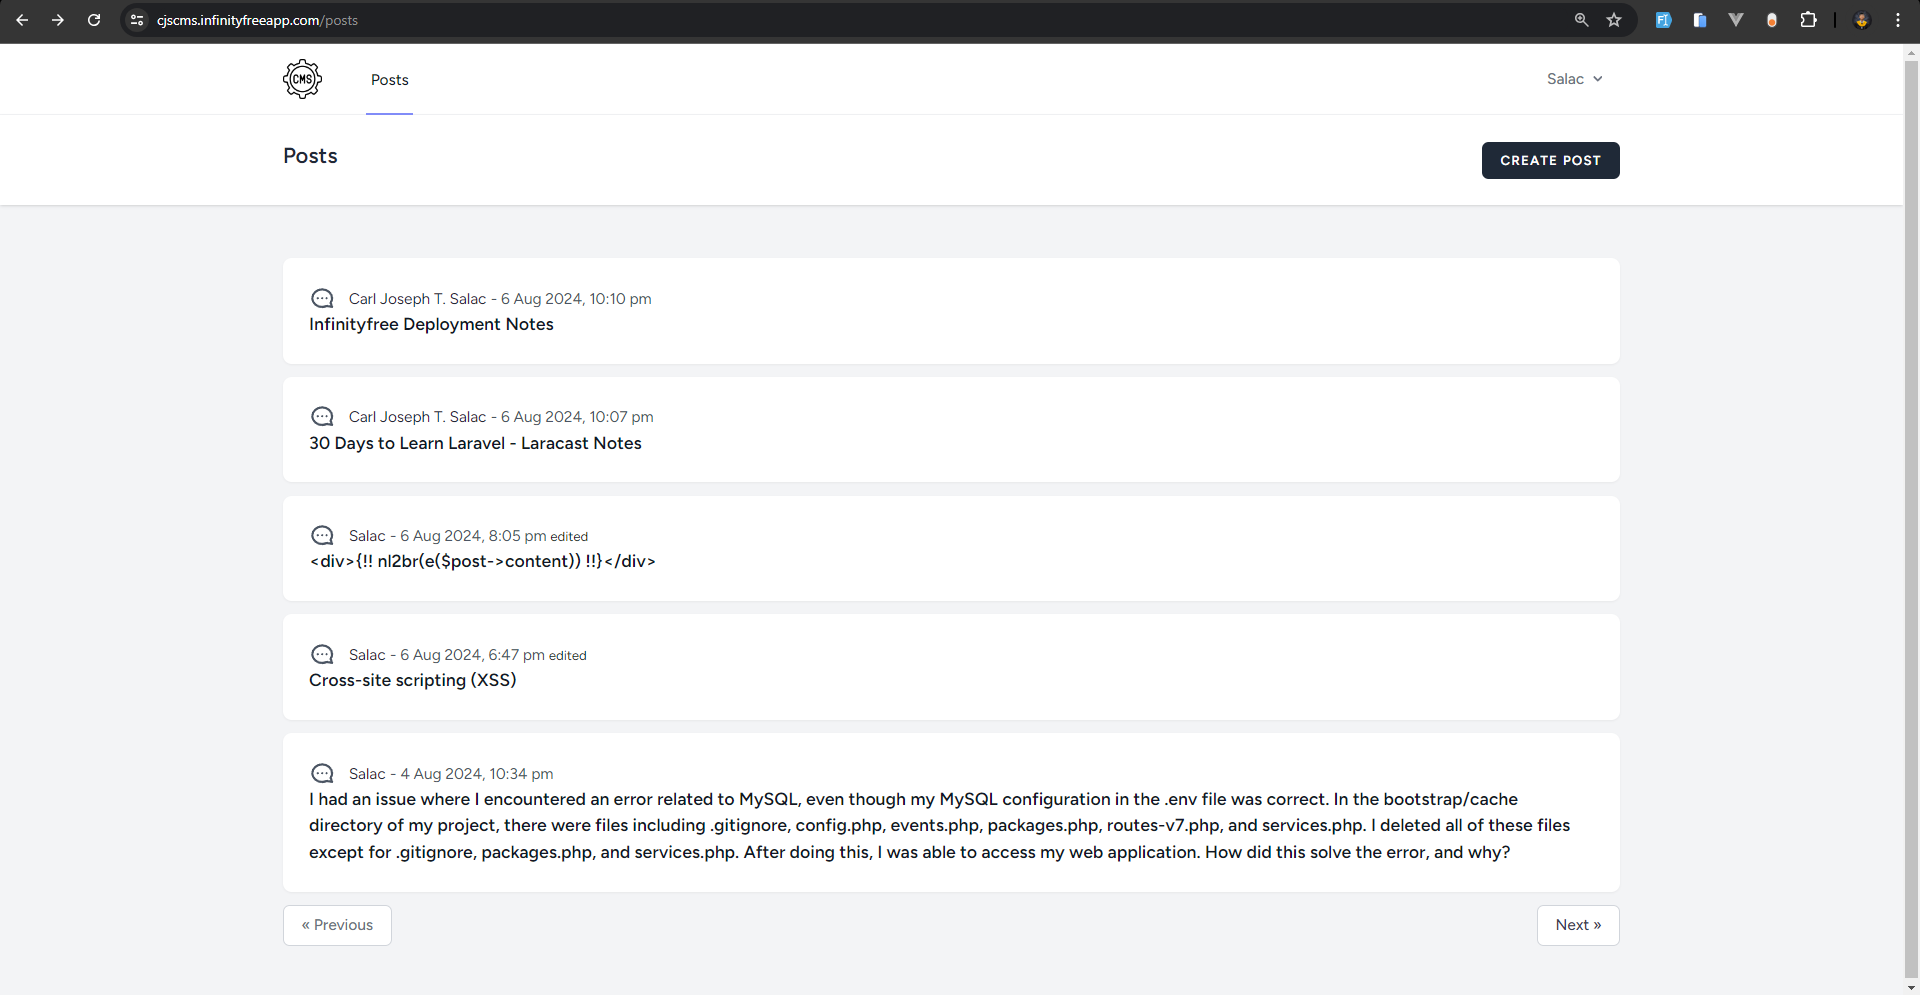 cjscms.infinityfreeapp.com/posts
CMS
Posts
Salac
Posts
CREATE POST
Carl Joseph T. Salac - 6 Aug 2024, 10:10 pm
Infinityfree Deployment Notes
Carl Joseph T. Salac - 6 Aug 2024, 10:07 pm
30 Days to Learn Laravel - Laracast Notes
Salac - 6 Aug 2024, 8:05 pm edited
<div>{!! nl2br(e($post->content)) !!}</div>
Salac - 6 Aug 2024, 6:47 pm edited
Cross-site scripting (XSS)
Salac - 4 Aug 2024, 10:34 pm
I had an issue where I encountered an error related to MySQL, even though my MySQL configuration in the .env file was correct. In the bootstrap/cache
directory of my project, there were files including .gitignore, config.php, events.php, packages.php, routes-v7.php, and services.php. I deleted all of these files
except for .gitignore, packages.php, and services.php. After doing this, I was able to access my web application. How did this solve the error, and why?
« Previous
Next »